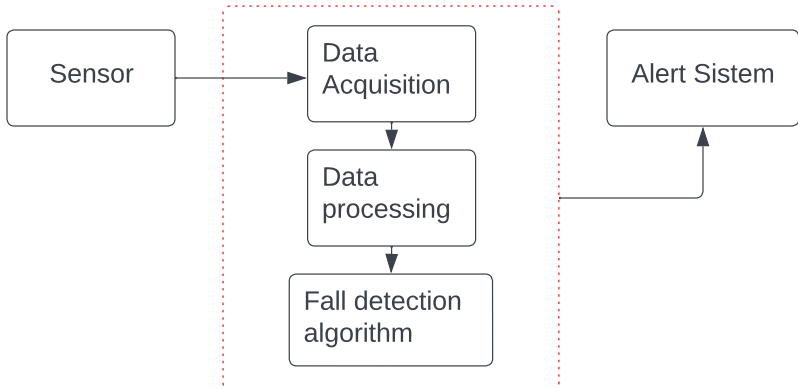 Sensor
Data
Acquisition
Alert Sistem
Data
processing
Fall detection
algorithm